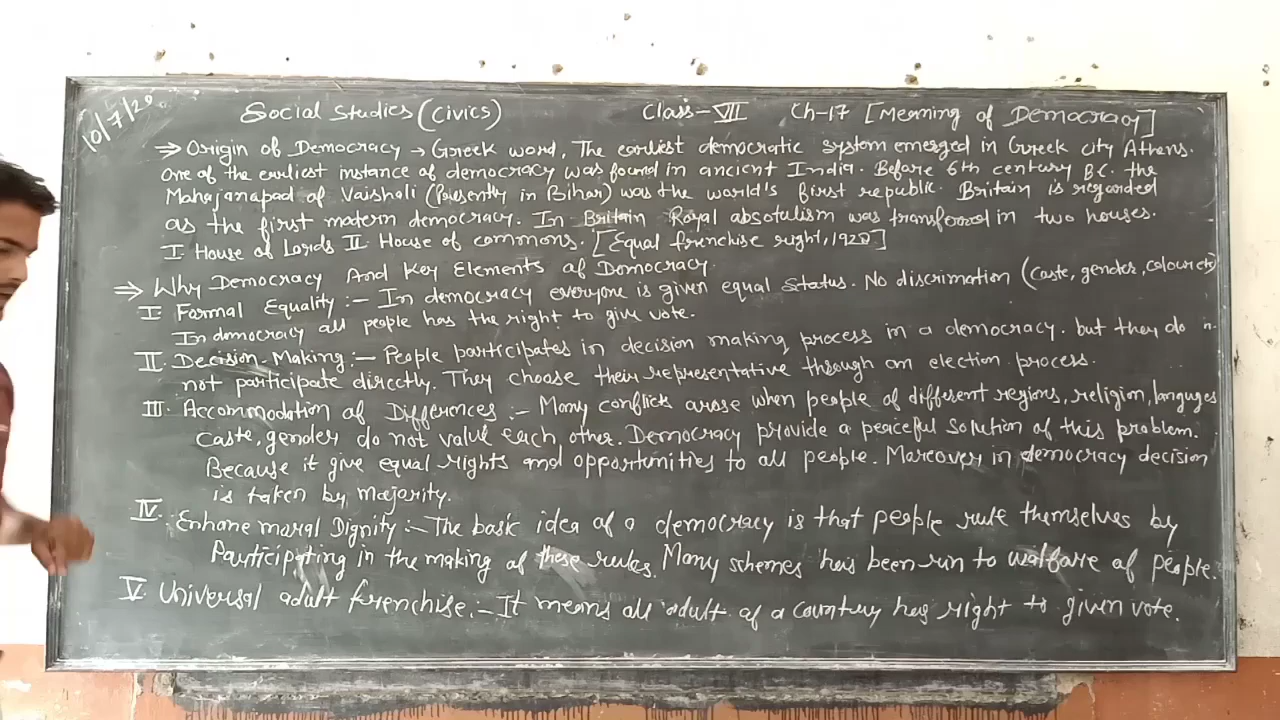 10/7/20
Social Studies (Civics) Class-VII Ch-17 [Meaning of Democracy]
⇒ Origin of Democracy → Greek word, The earliest democratic system emerged in Greek city Athens.
One of the earliest instance of democracy was found in ancient India. Before 6th century B.C. the
Mahajanapad of Vaishali (Presently in Bihar) was the world's first republic. Britain is regarded
as the first modern democracy. In Britain Royal absotulism was transformed in two houses.
I House of Lords II. House of commons. [Equal frenchise right, 1928]
⇒ Why Democracy And Key Elements of Domocracy.
I. Formal Equality :- In democracy everyone is given equal Status. No discrimation (caste, gender, colour etc)
In domocracy all people has the right to give vote.
II. Decision-Making :- People participates in decision making process in a democracy. but they do
not participate directly. They choose their representative through an election process.
III. Accommodation of Differences :- Many conflicts arose when people of different regions, religion, languges
caste, gender do not value each other. Democracy provide a peaceful solution of this problem.
Because it give equal rights and opportunities to all people. Moreover in democracy decision
is taken by majority.
IV. Enhane moral Dignity :- The basic idea of a democracy is that people rule themselves by
Participating in the making of these rules. Many schemes has been run to walfare of people.
V. Universal adult frenchise. - It means all adult of a country has right to given vote.